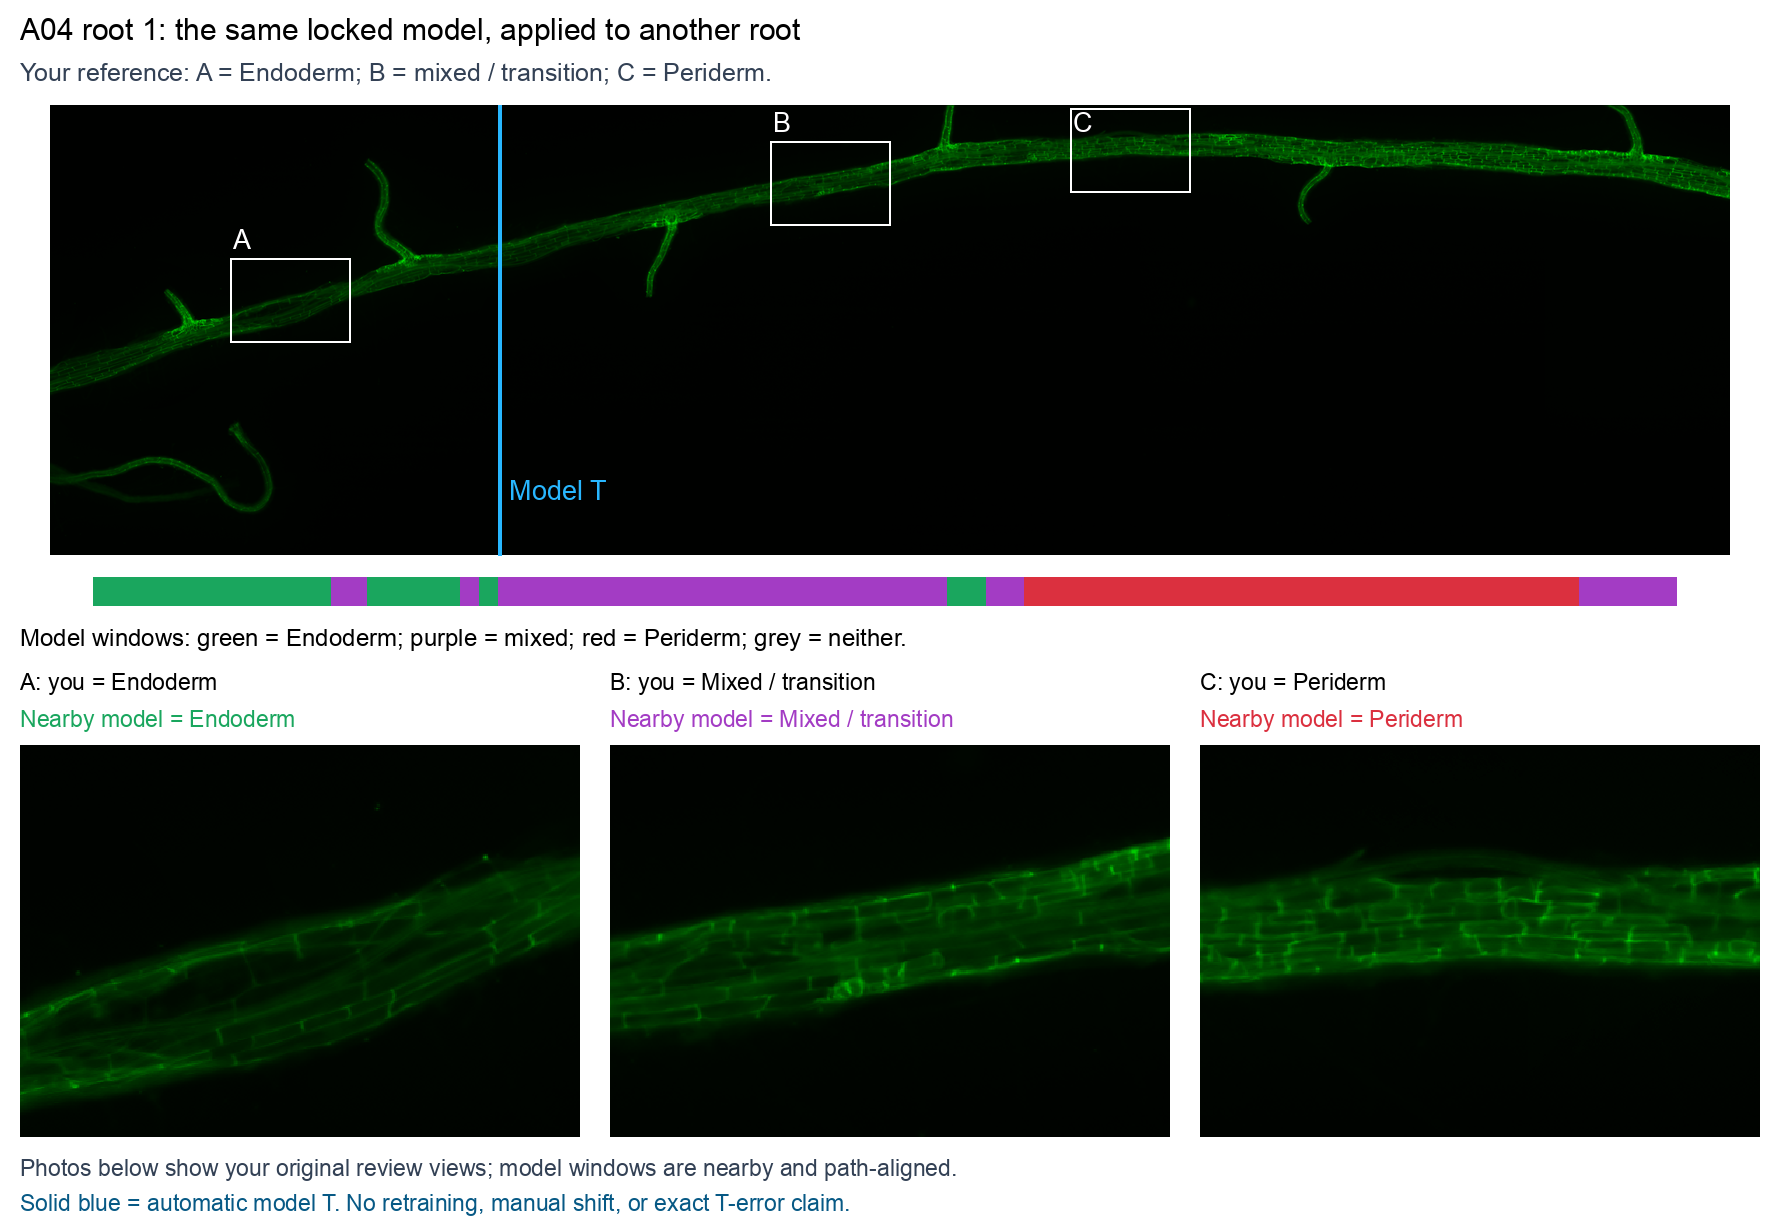 A04 root 1: the same locked model, applied to another root
Your reference: A = Endoderm; B = mixed / transition; C = Periderm.
A
B
C
Model T
Model windows: green = Endoderm; purple = mixed; red = Periderm; grey = neither.
A: you = Endoderm
Nearby model = Endoderm
B: you = Mixed / transition
Nearby model = Mixed / transition
C: you = Periderm
Nearby model = Periderm
Photos below show your original review views; model windows are nearby and path-aligned.
Solid blue = automatic model T. No retraining, manual shift, or exact T-error claim.